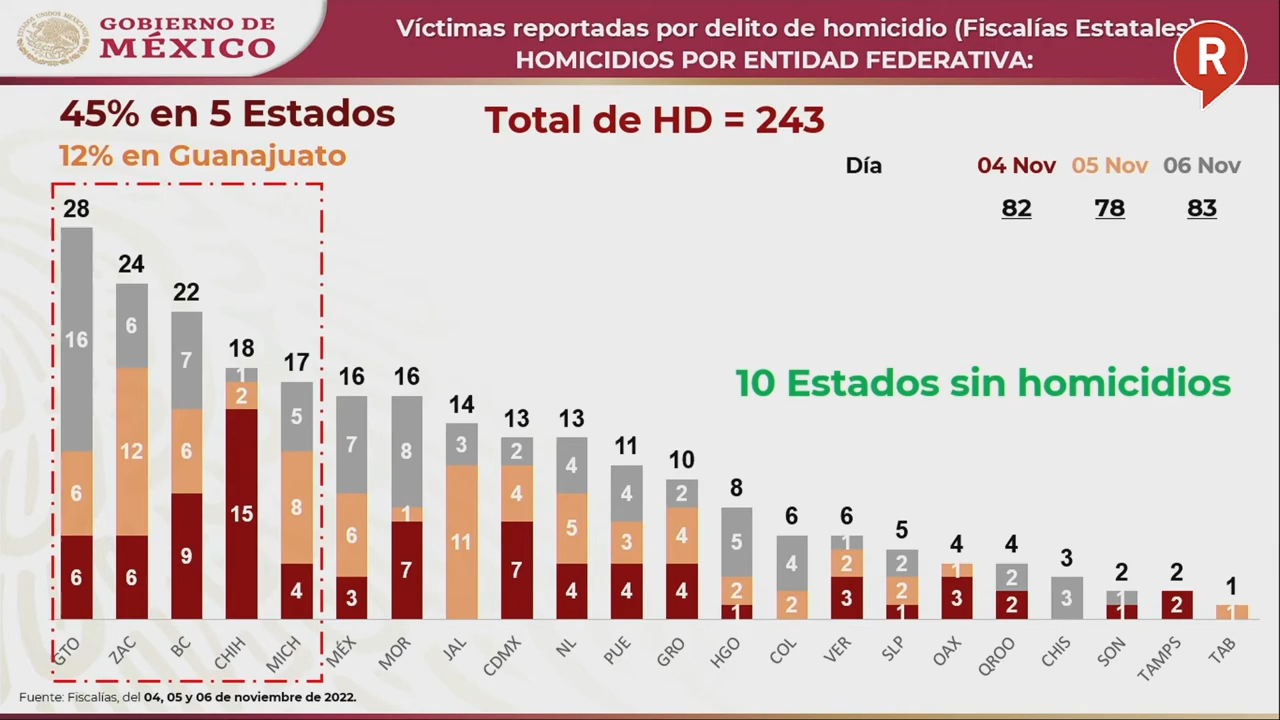 GOBIERNO DE
MÉXICO
Víctimas reportadas por delito de homicidio (Fiscalías Estatales)
HOMICIDIOS POR ENTIDAD FEDERATIVA:
R
45% en 5 Estados
12% en Guanajuato
Total de HD = 243
Día 04 Nov 05 Nov 06 Nov
82 78 83
10 Estados sin homicidios
28 24 22 18 17 16 16 14 13 13 11 10 8 6 6 5 4 4 3 2 2 1
16 6 7 1 5 7 8 3 2 4 4 2 5 4 1 2 2 3 1
6 12 6 2 8 6 1 11 4 5 3 4 2 2 2 2 1 1
6 6 9 15 4 3 7 7 4 4 4 1 3 1 3 2 1 2
GTO ZAC BC CHIH MICH MÉX MOR JAL CDMX NL PUE GRO HGO COL VER SLP OAX QROO CHIS SON TAMPS TAB
Fuente: Fiscalías, del 04, 05 y 06 de noviembre de 2022.